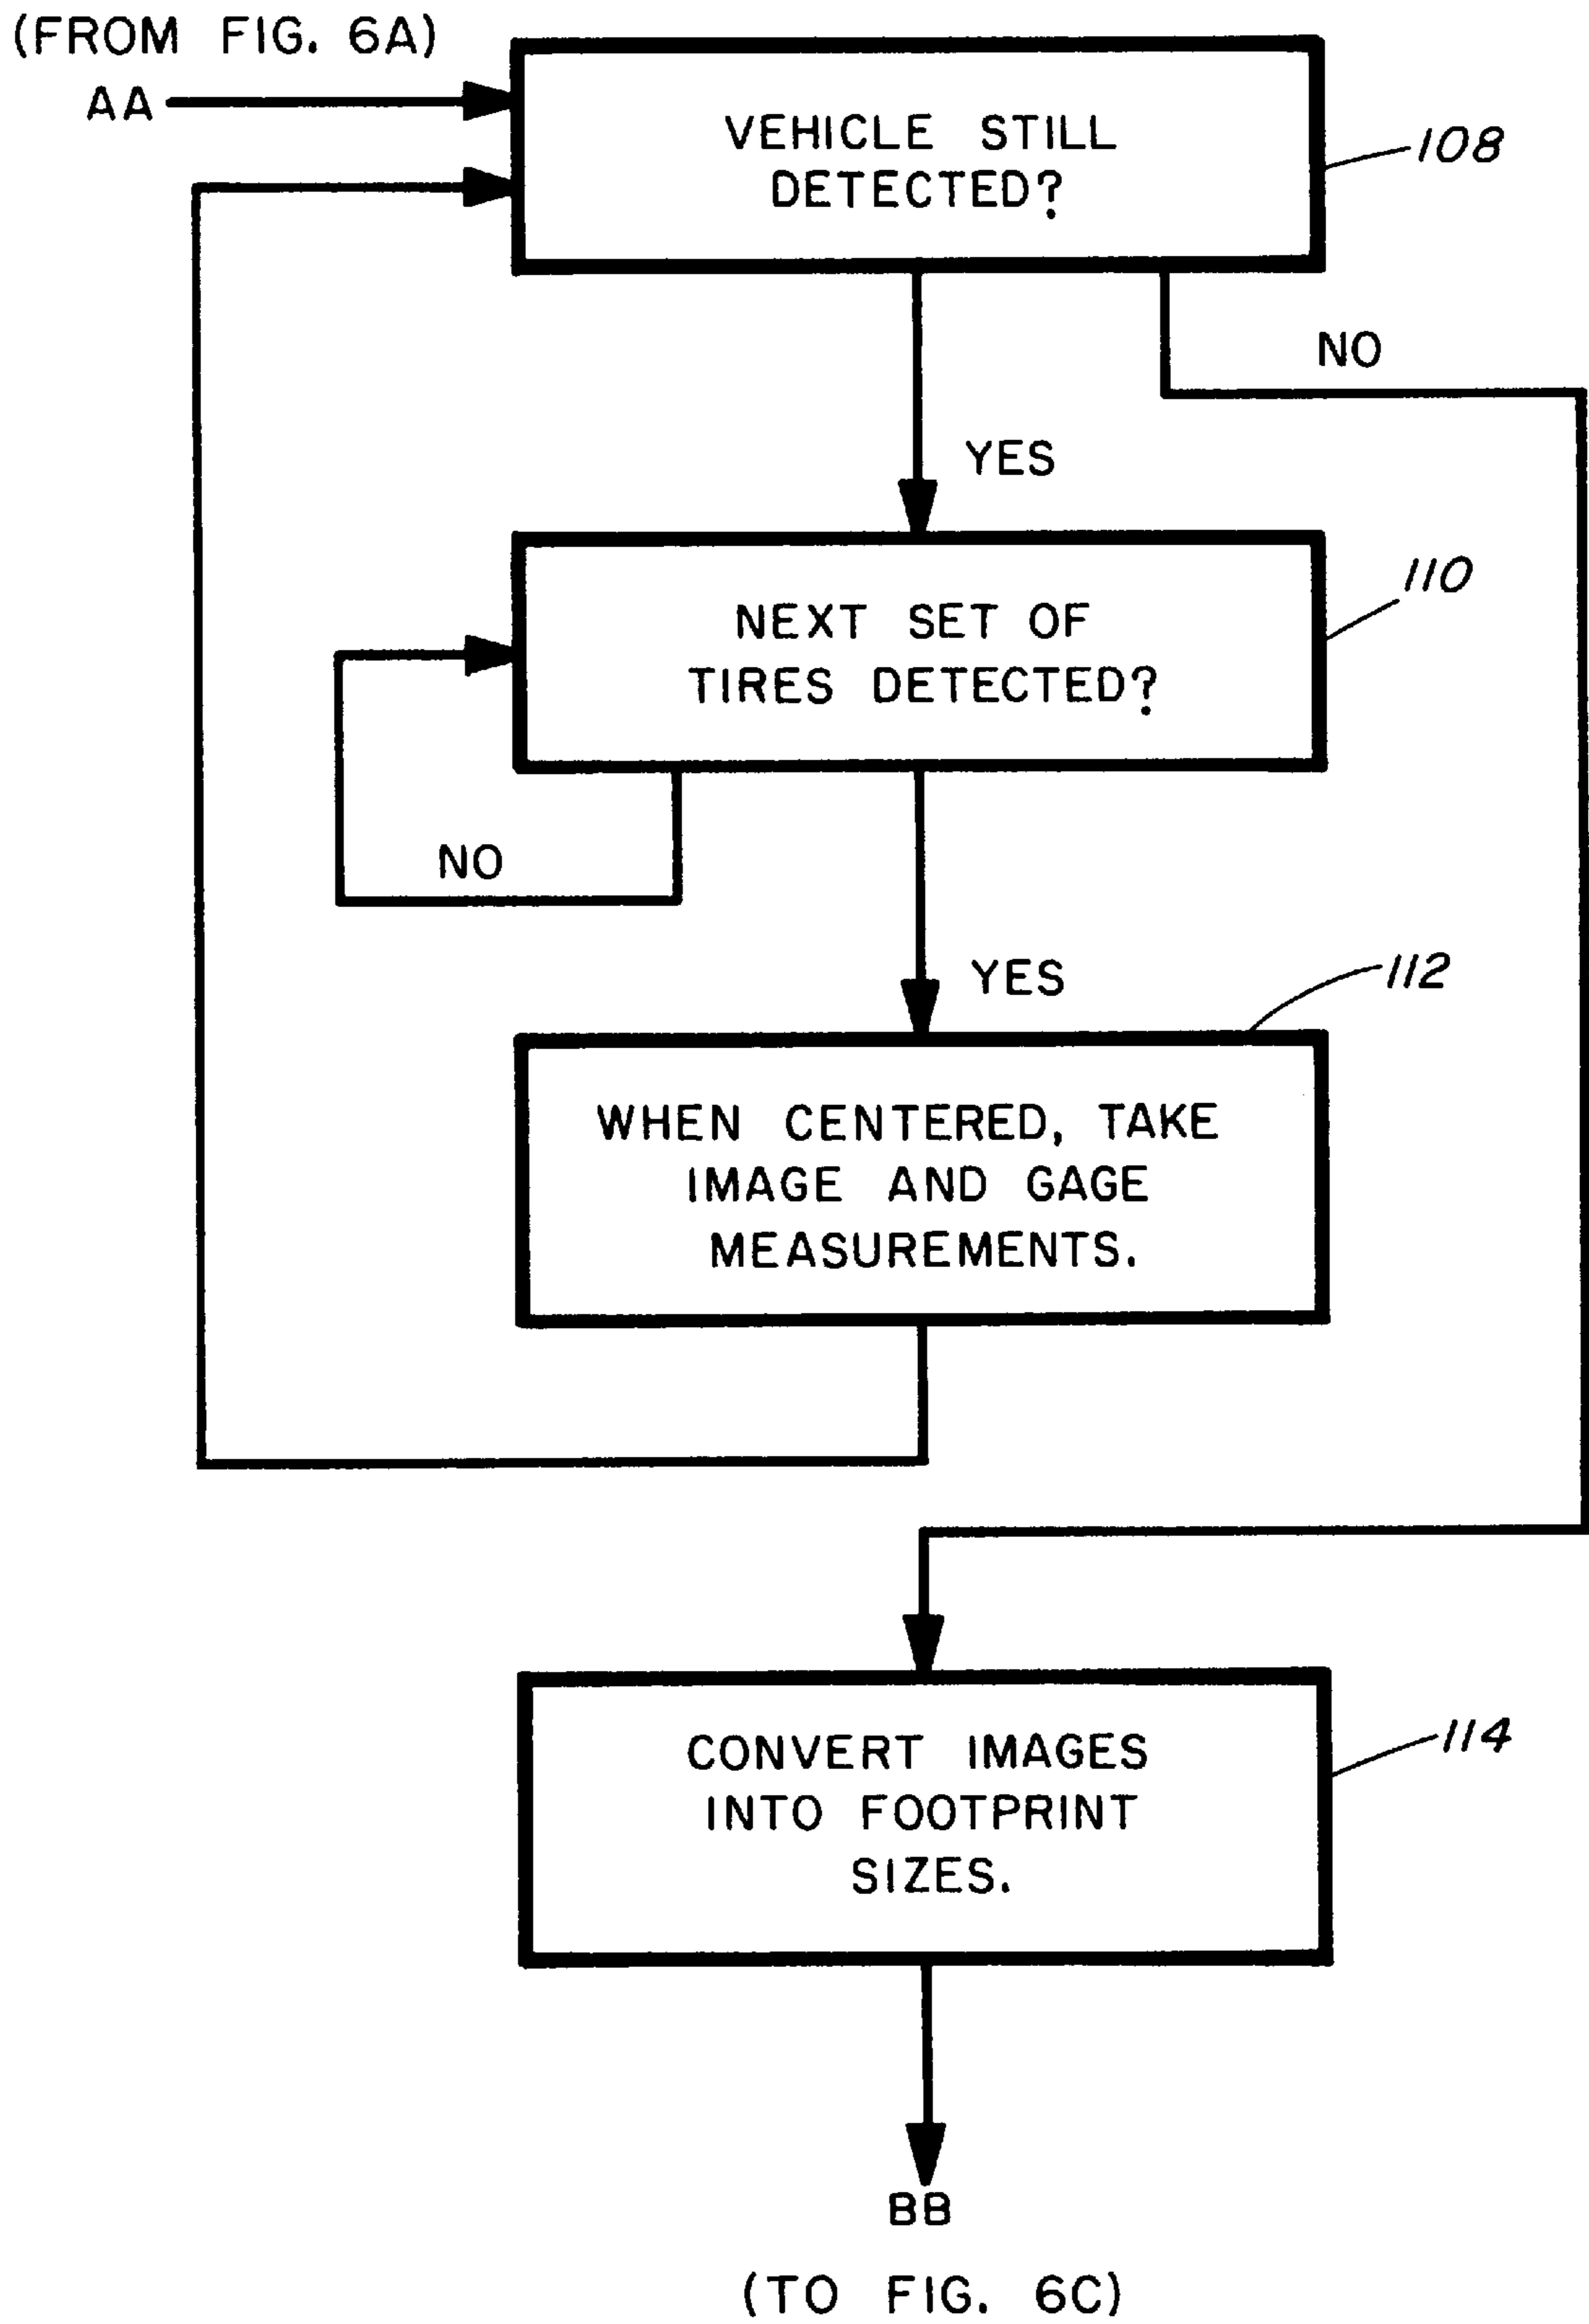 (FROM FIG. 6A)
AA
VEHICLE STILL
DETECTED?
108
NO
YES
NEXT SET OF
TIRES DETECTED?
110
NO
YES
112
WHEN CENTERED, TAKE
IMAGE AND GAGE
MEASUREMENTS.
CONVERT IMAGES
INTO FOOTPRINT
SIZES.
114
BB
(TO FIG. 6C)